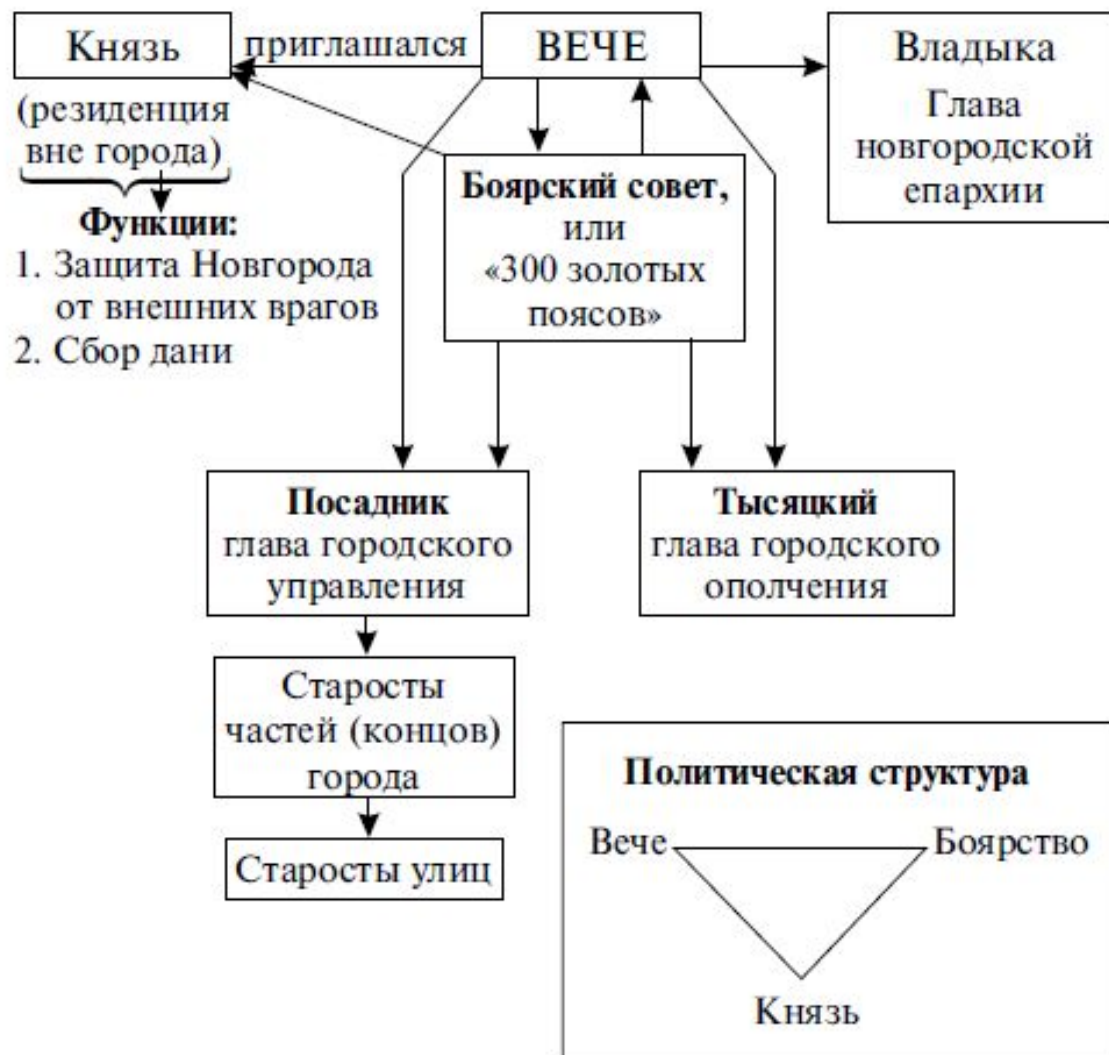 Князь
приглашался
ВЕЧЕ
Владыка
Глава
новгородской
епархии
(резиденция
вне города)
Функции:
1. Защита Новгорода
от внешних врагов
2. Сбор дани
Боярский совет,
или
«300 золотых
поясов»
Посадник
глава городского
управления
Тысяцкий
глава городского
ополчения
Старосты
частей (концов)
города
Старосты улиц
Политическая структура
Вече
Боярство
Князь